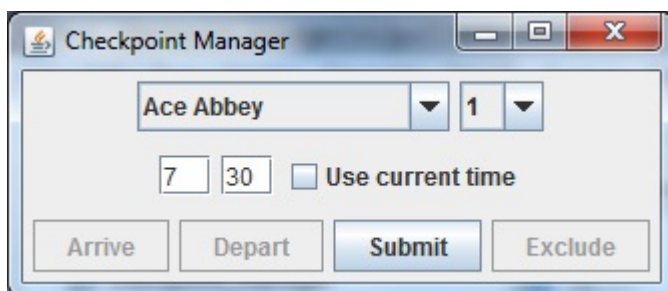 Checkpoint Manager
Ace Abbey 1
7 30 Use current time
Arrive Depart Submit Exclude